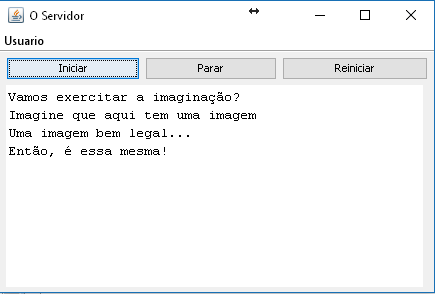 O Servidor
Usuario
Iniciar Parar Reiniciar
Vamos exercitar a imaginação?
Imagine que aqui tem uma imagem
Uma imagem bem legal...
Então, é essa mesma!